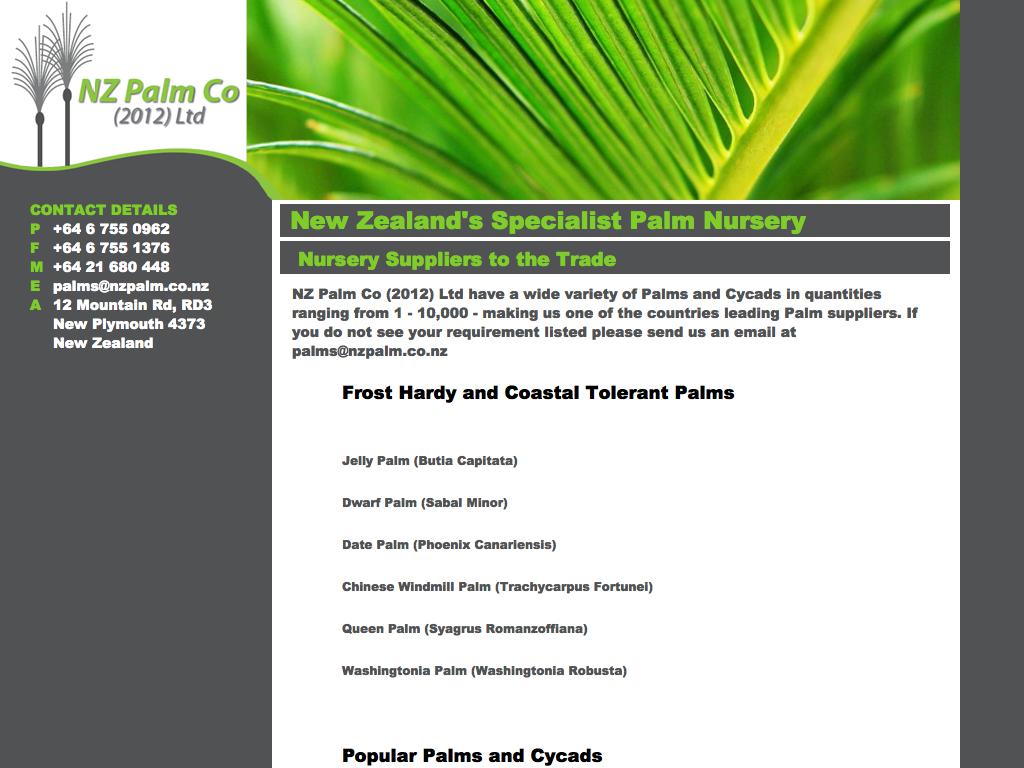 NZ Palm Co
(2012) Ltd
CONTACT DETAILS
P +64 6 755 0962
F +64 6 755 1376
M +64 21 680 448
E palms@nzpalm.co.nz
A 12 Mountain Rd, RD3
New Plymouth 4373
New Zealand
New Zealand's Specialist Palm Nursery
Nursery Suppliers to the Trade
NZ Palm Co (2012) Ltd have a wide variety of Palms and Cycads in quantities
ranging from 1 - 10,000 - making us one of the countries leading Palm suppliers. If
you do not see your requirement listed please send us an email at
palms@nzpalm.co.nz
Frost Hardy and Coastal Tolerant Palms
Jelly Palm (Butia Capitata)
Dwarf Palm (Sabal Minor)
Date Palm (Phoenix Canariensis)
Chinese Windmill Palm (Trachycarpus Fortunei)
Queen Palm (Syagrus Romanzoffiana)
Washingtonia Palm (Washingtonia Robusta)
Popular Palms and Cycads